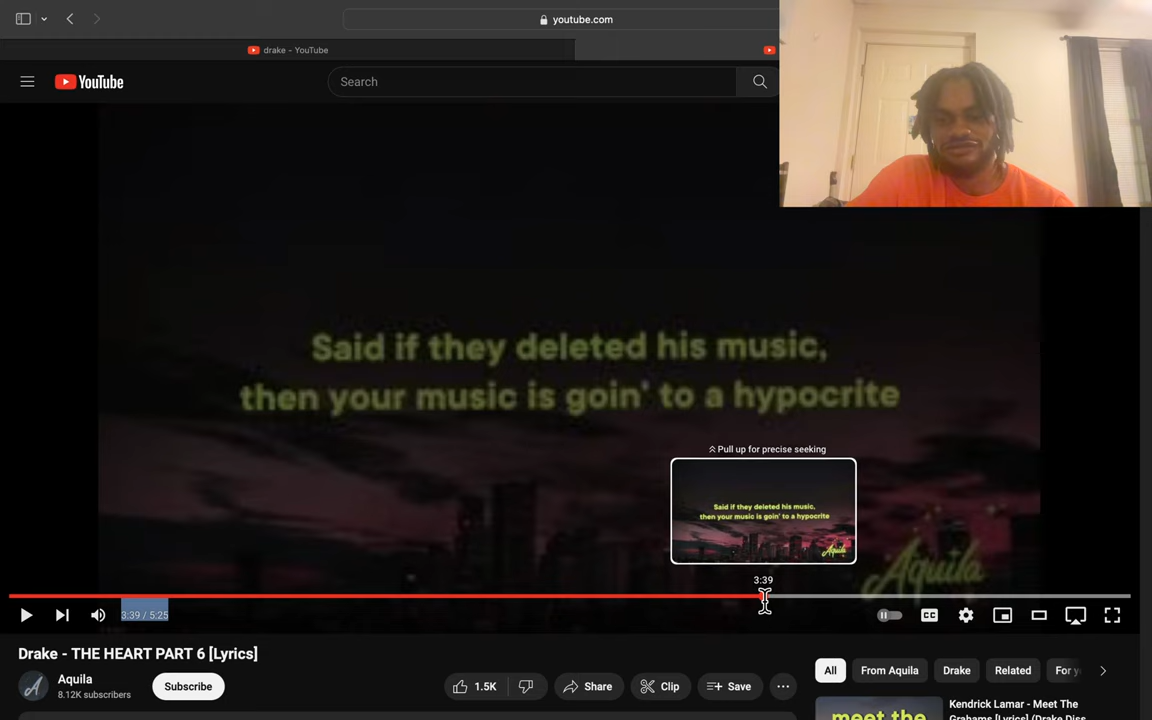 youtube.com
drake - YouTube
YouTube
Search
Said if they deleted his music,
then your music is goin' to a hypocrite
Pull up for precise seeking
Said if they deleted his music,
then your music is goin' to a hypocrite
Aquila
Aquila
3:39
3:39 / 5:25
CC
Drake - THE HEART PART 6 [Lyrics]
Aquila
8.12K subscribers
Subscribe
1.5K
Share
Clip
Save
All
From Aquila
Drake
Related
For y
meet the
Kendrick Lamar - Meet The
Grahams [Lyrics] (Drake Diss